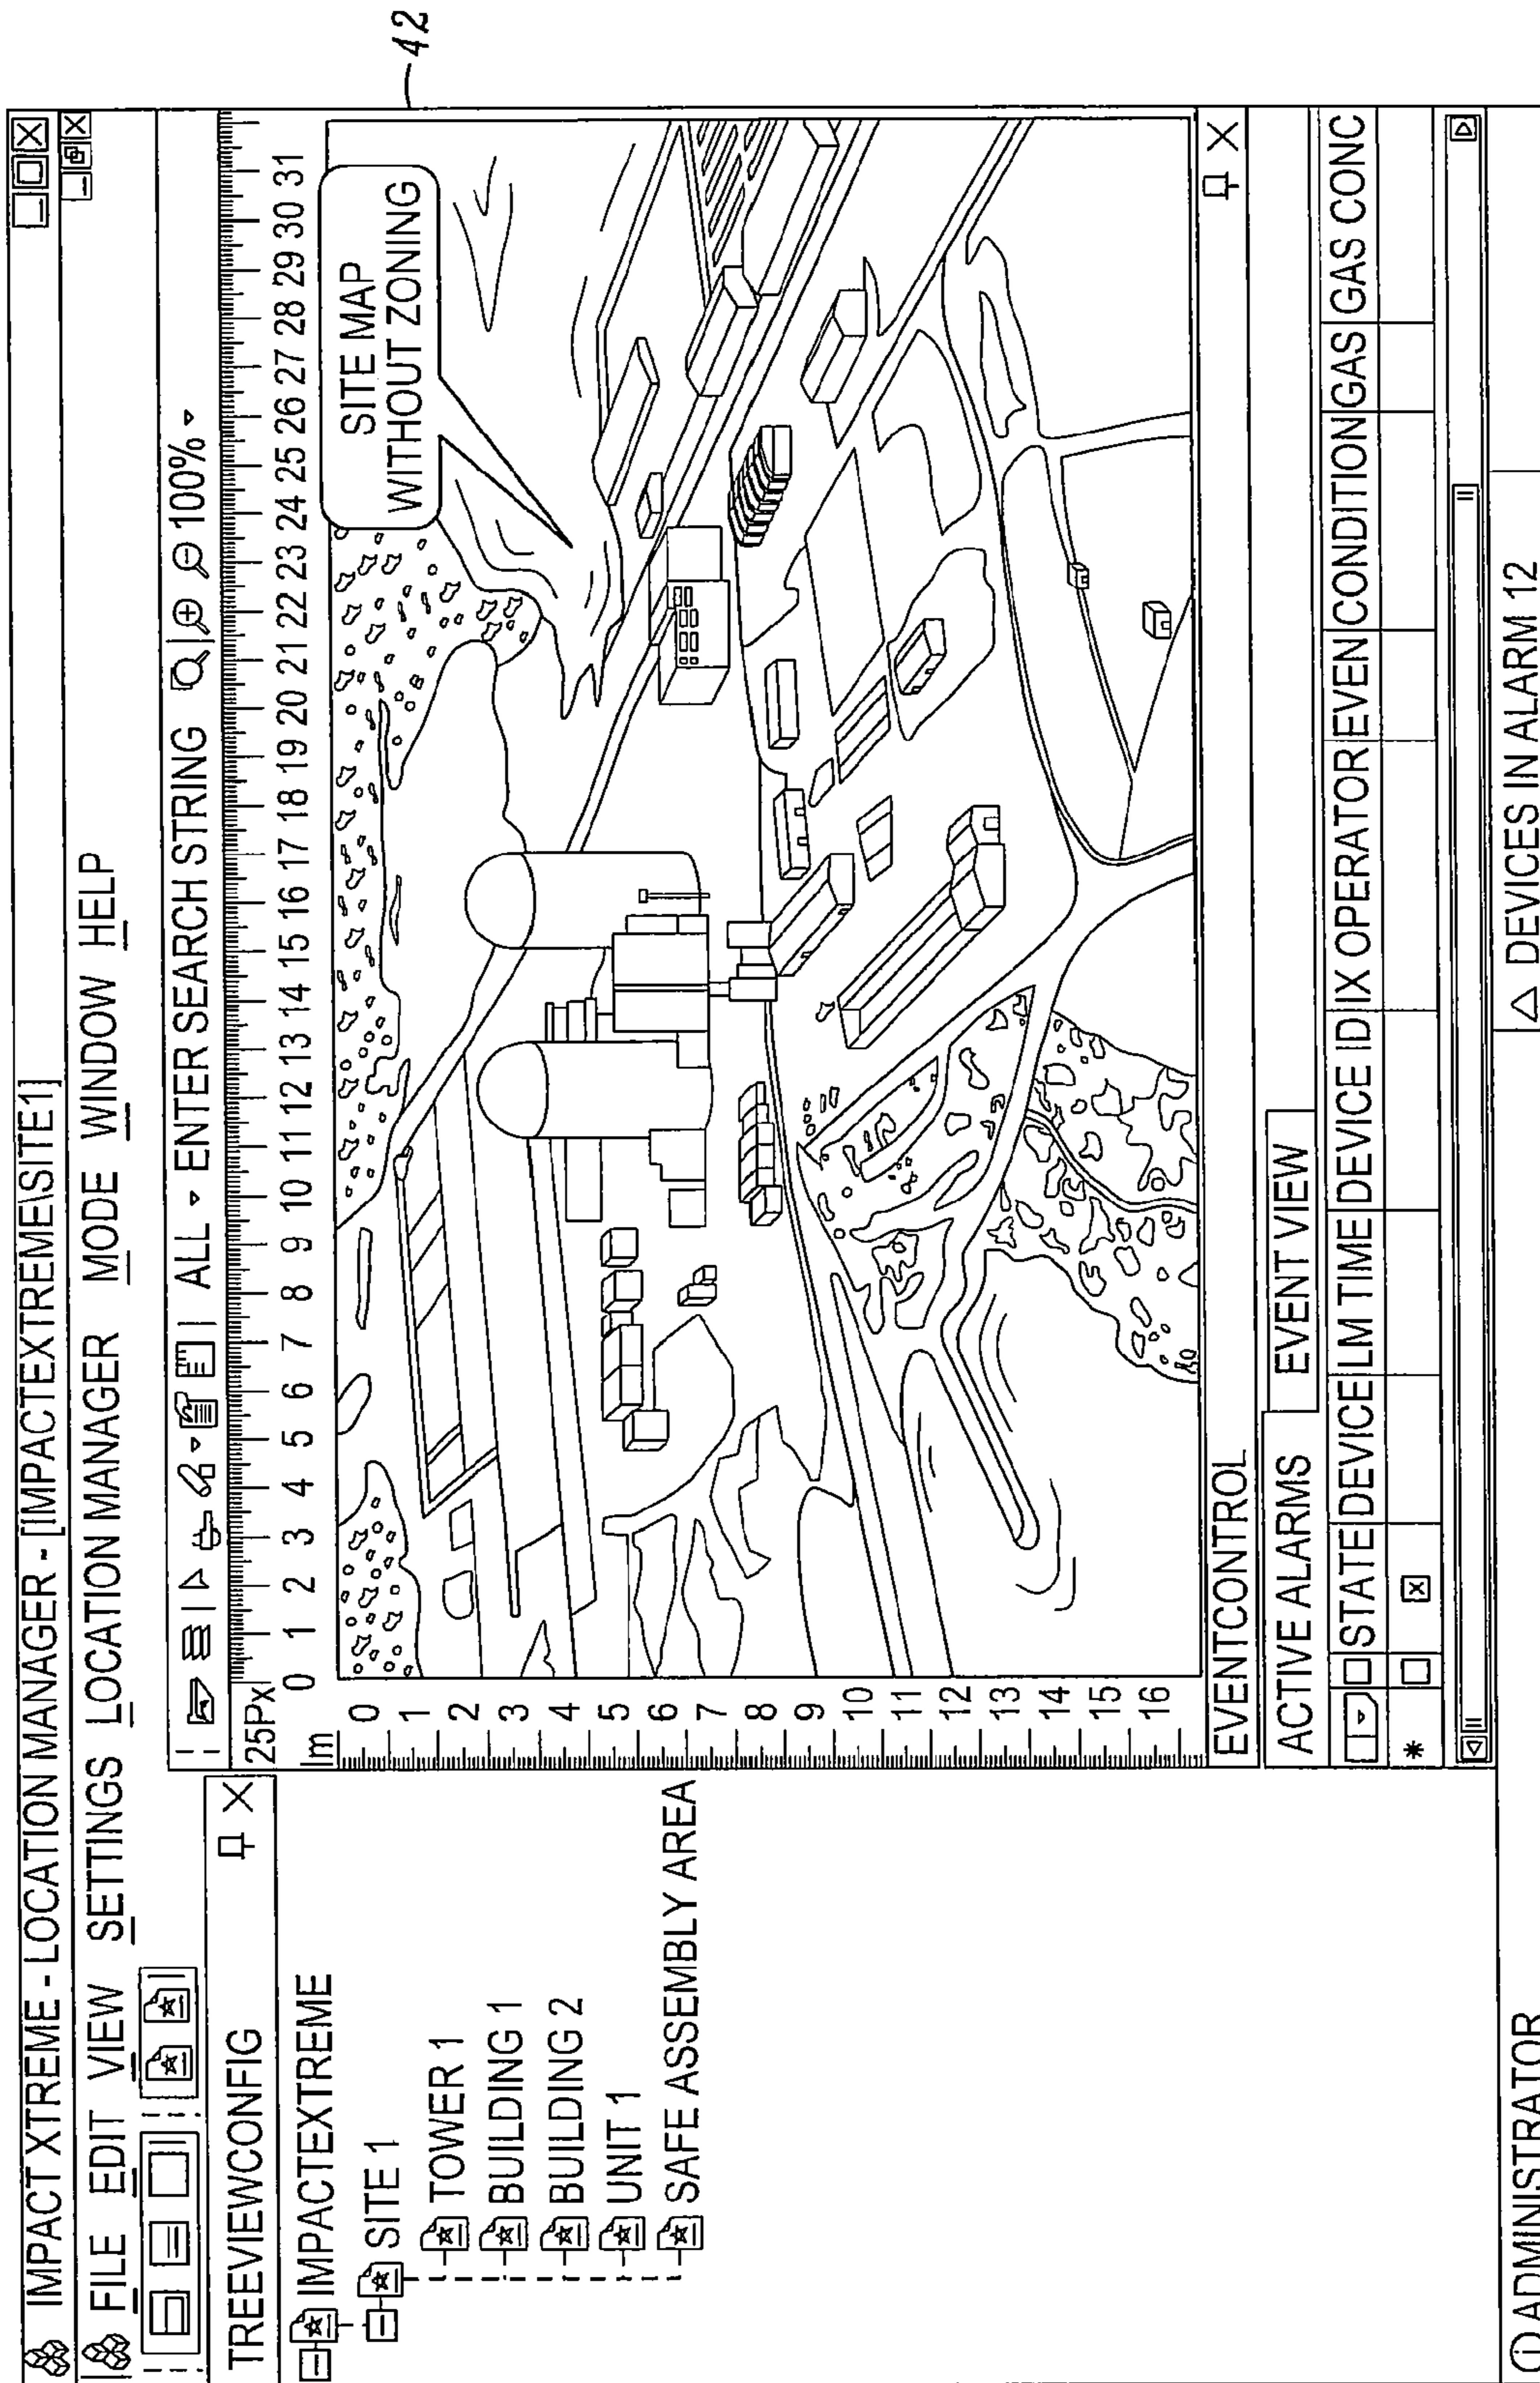 IMPACT XTREME - LOCATION MANAGER - [IMPACTEXTREME\SITE1]
FILE EDIT VIEW SETTINGS LOCATION MANAGER MODE WINDOW HELP
ALL ENTER SEARCH STRING 100%
TREEVIEWCONFIG
IMPACTEXTREME
SITE 1
TOWER 1
BUILDING 1
BUILDING 2
UNIT 1
SAFE ASSEMBLY AREA
25Px
0 1 2 3 4 5 6 7 8 9 10 11 12 13 14 15 16 17 18 19 20 21 22 23 24 25 26 27 28 29 30 31
lm
0
1
2
3
4
5
6
7
8
9
10
11
12
13
14
15
16
SITE MAP
WITHOUT ZONING
42
EVENTCONTROL
ACTIVE ALARMS EVENT VIEW
STATE DEVICE LM TIME DEVICE ID IX OPERATOR EVEN CONDITION GAS GAS CONC
*
ADMINISTRATOR
DEVICES IN ALARM 12